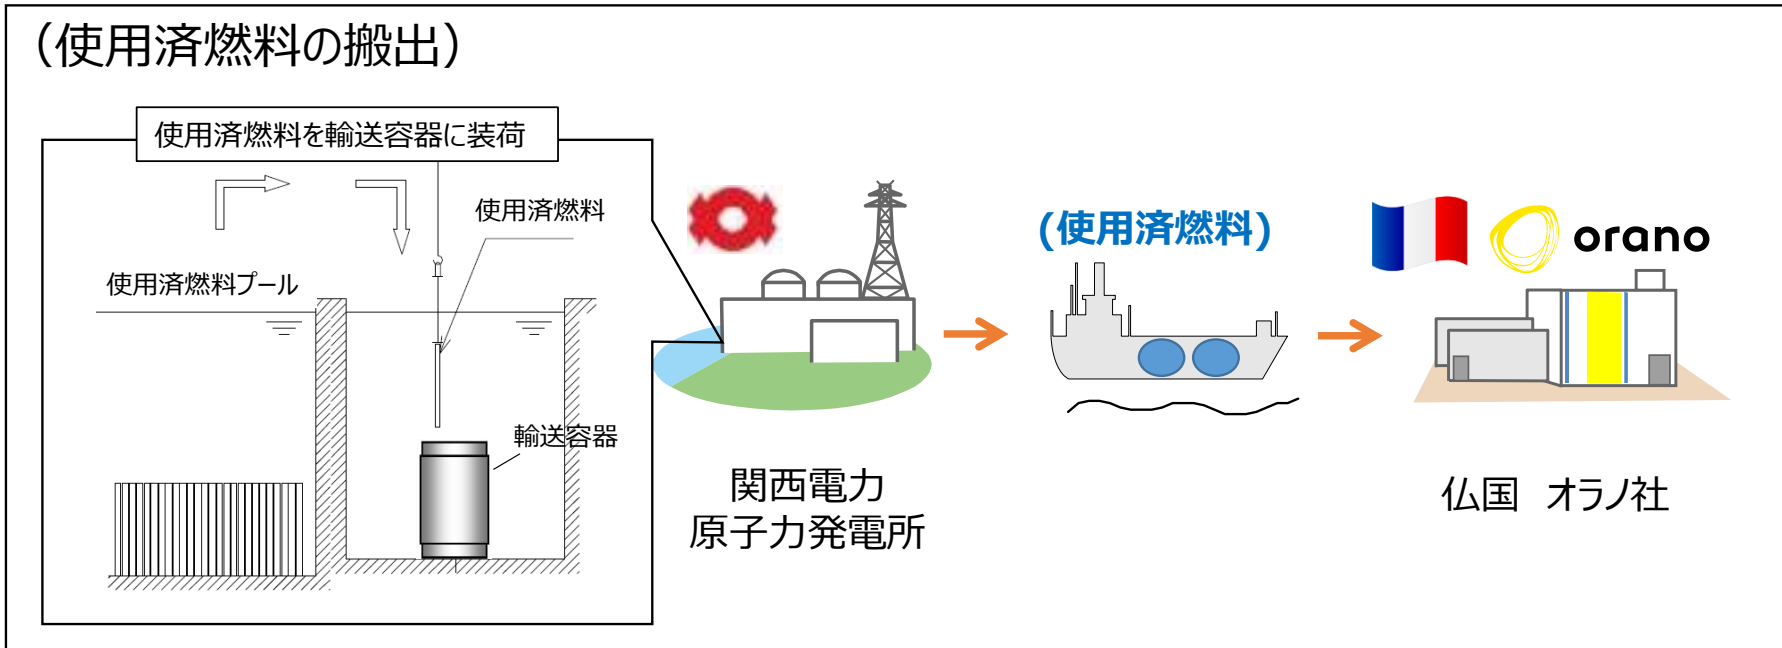 （使用済燃料の搬出）
使用済燃料を輸送容器に装荷
使用済燃料
使用済燃料プール
輸送容器
関西電力
原子力発電所
(使用済燃料)
orano
仏国　オラノ社